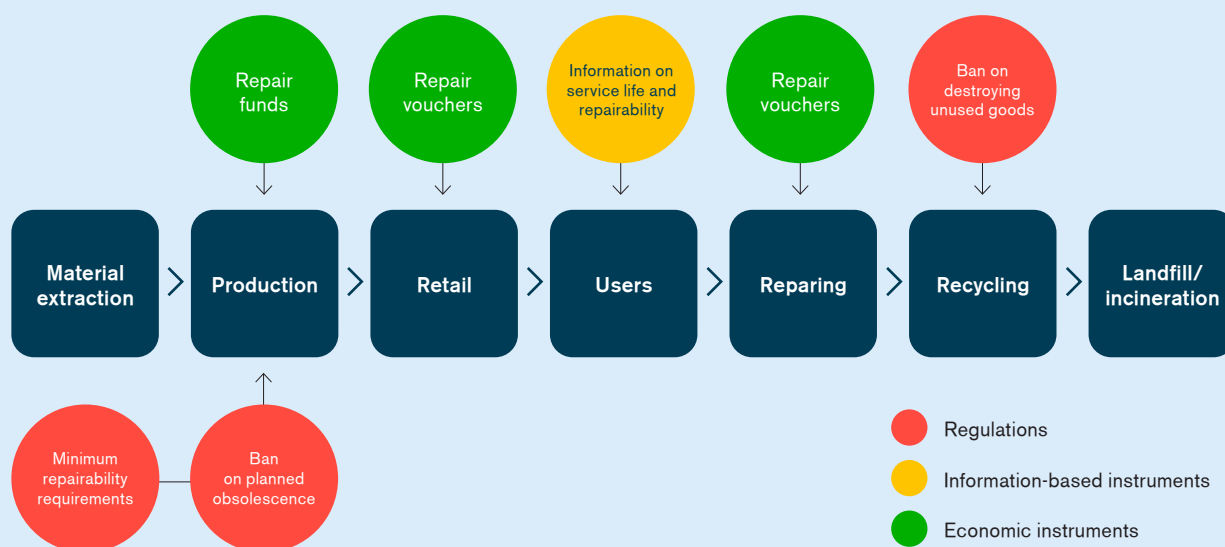 Repair
funds
Repair
vouchers
Information on
service life and
repairability
Repair
vouchers
Ban on
destroying
unused goods
Material
extraction
Production
Retail
Users
Reparing
Recycling
Landfill/
incineration
Minimum
repairability
requirements
Ban
on planned
obsolescence
Regulations
Information-based instruments
Economic instruments